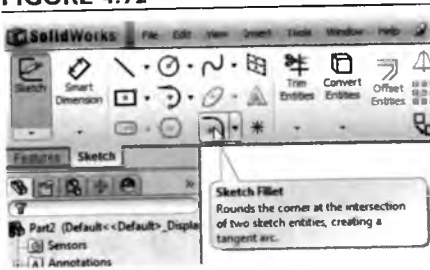 FIGURE 4.72
SolidWorks File Edit View Insert Tools Window Help
Sketch Smart Dimension Trim Entities Convert Entities Offset Entities
Features Sketch
Part2 (Default<<Default>_Displa
Sensors
Annotations
Sketch Fillet
Rounds the corner at the intersection
of two sketch entities, creating a
tangent arc.